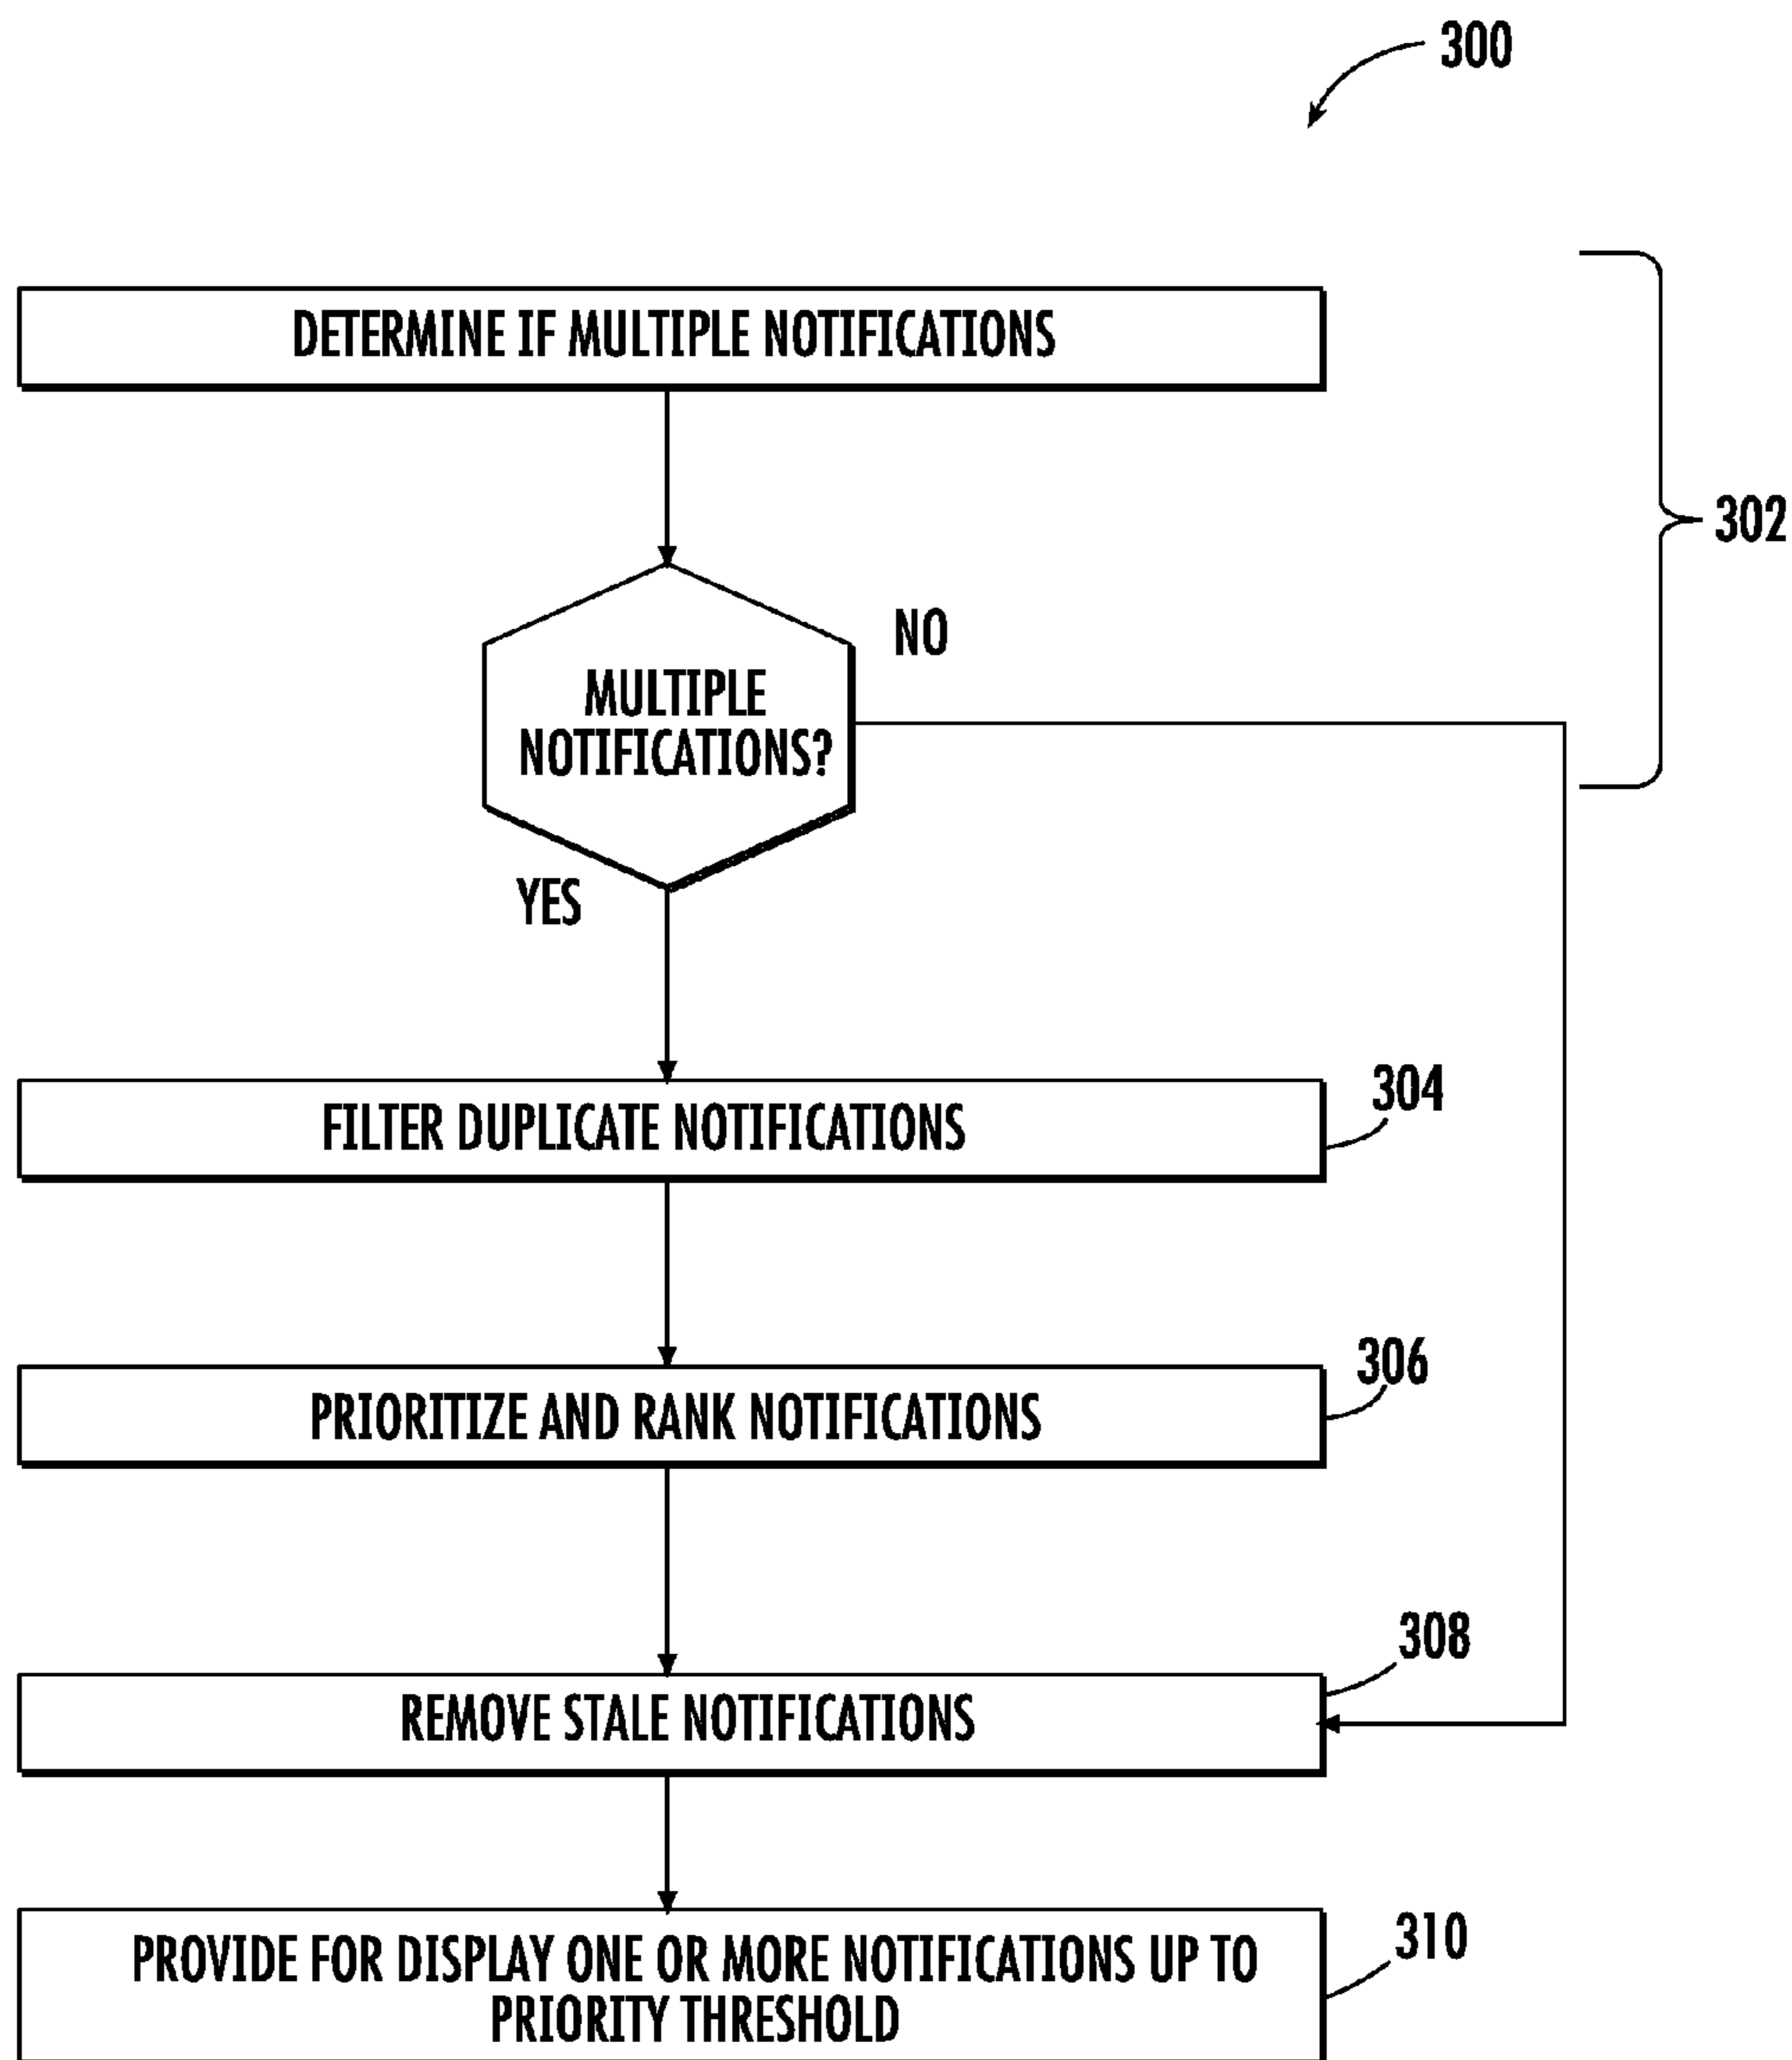 300
DETERMINE IF MULTIPLE NOTIFICATIONS
302
NO
MULTIPLE
NOTIFICATIONS?
YES
304
FILTER DUPLICATE NOTIFICATIONS
306
PRIORITIZE AND RANK NOTIFICATIONS
308
REMOVE STALE NOTIFICATIONS
310
PROVIDE FOR DISPLAY ONE OR MORE NOTIFICATIONS UP TO
PRIORITY THRESHOLD